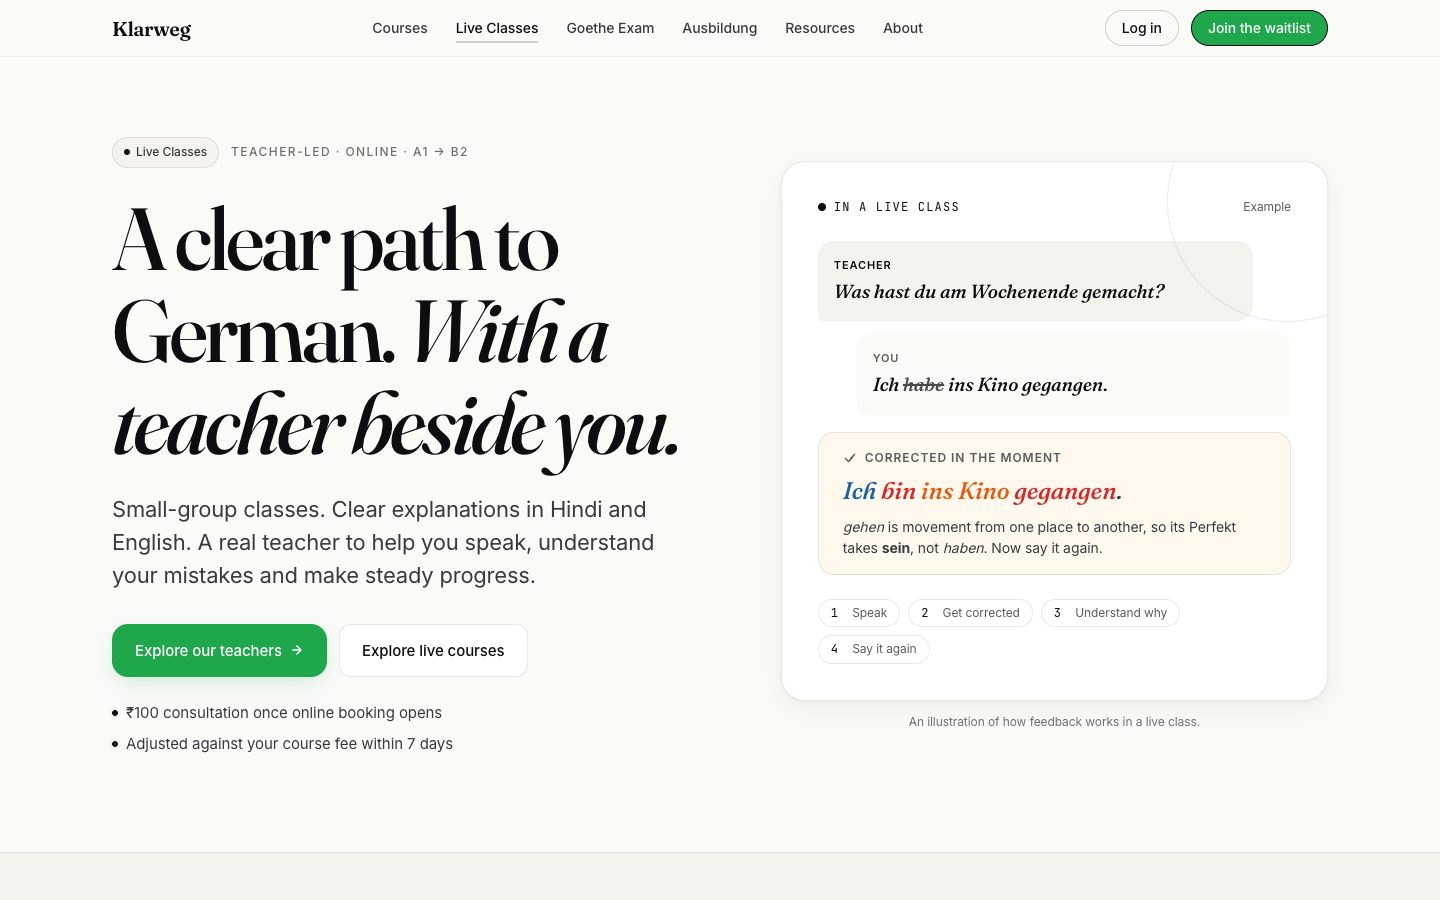 Klarweg
Courses
Live Classes
Goethe Exam
Ausbildung
Resources
About
Log in
Join the waitlist
Live Classes
TEACHER-LED · ONLINE · A1 → B2
A clear path to
German. With a
teacher beside you.
Small-group classes. Clear explanations in Hindi and
English. A real teacher to help you speak, understand
your mistakes and make steady progress.
Explore our teachers →
Explore live courses
₹100 consultation once online booking opens
Adjusted against your course fee within 7 days
IN A LIVE CLASS
Example
TEACHER
Was hast du am Wochenende gemacht?
YOU
Ich habe ins Kino gegangen.
CORRECTED IN THE MOMENT
Ich bin ins Kino gegangen.
gehen is movement from one place to another, so its Perfekt
takes sein, not haben. Now say it again.
1 Speak
2 Get corrected
3 Understand why
4 Say it again
An illustration of how feedback works in a live class.